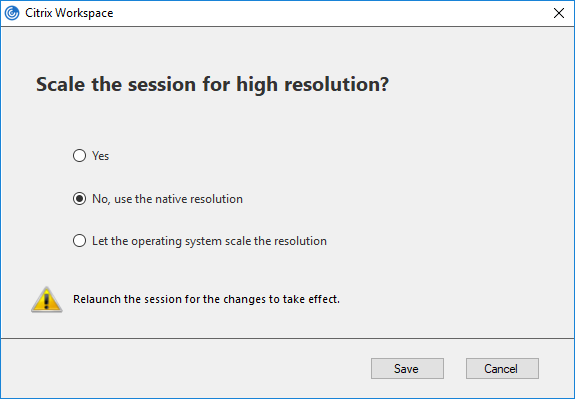 Citrix Workspace
Scale the session for high resolution?
Yes
No, use the native resolution
Let the operating system scale the resolution
Relaunch the session for the changes to take effect.
Save
Cancel